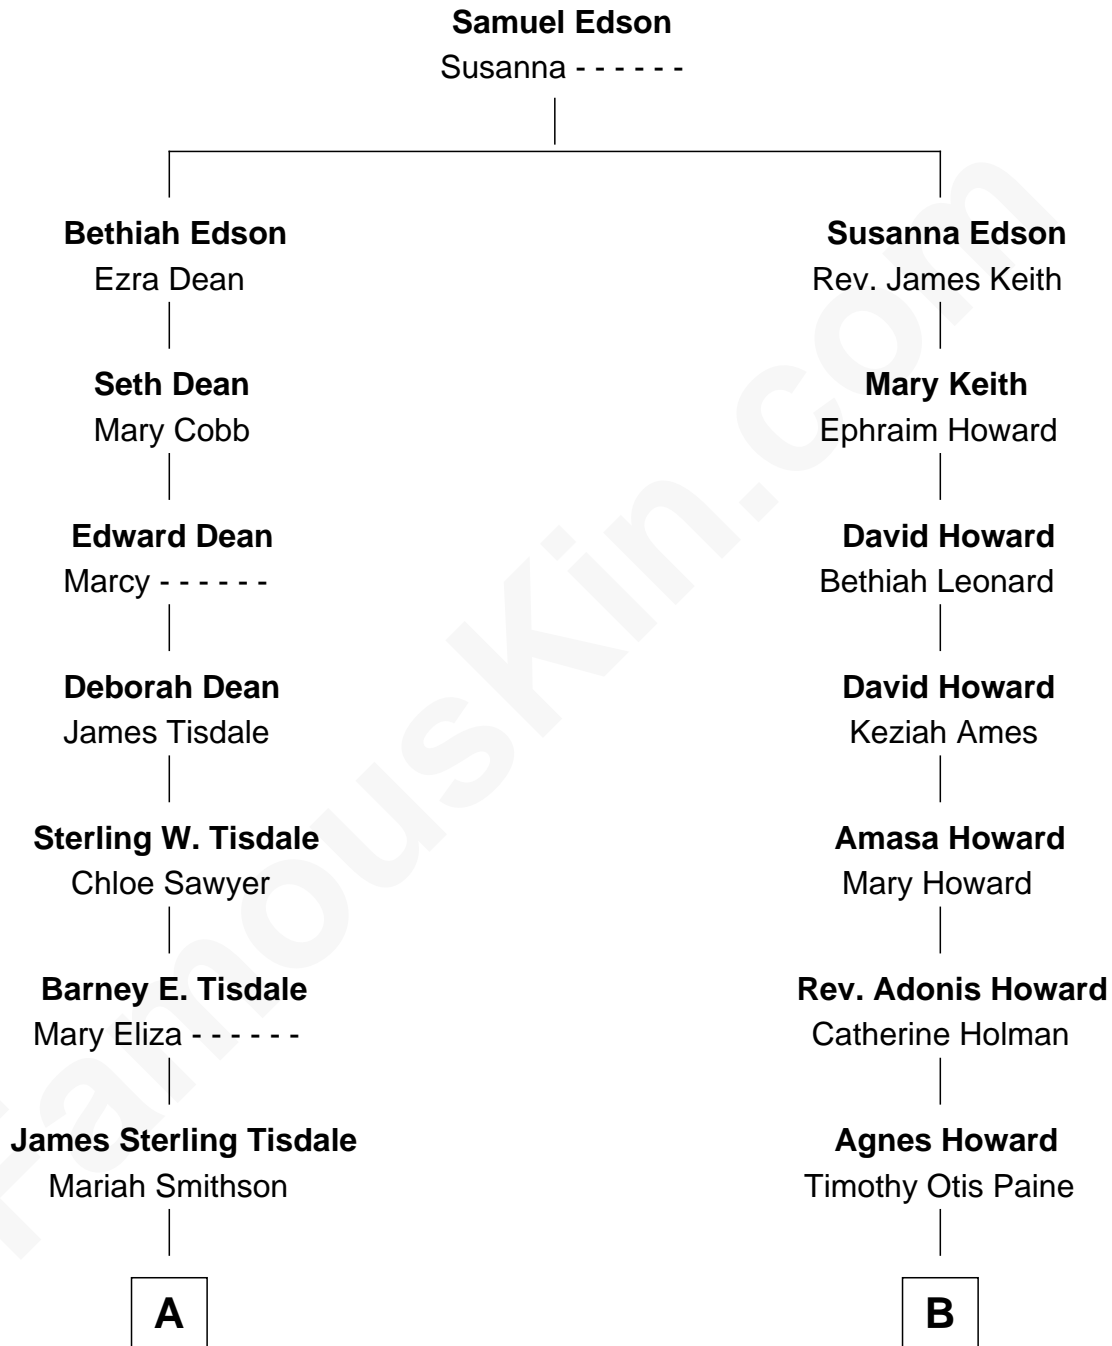 Samuel Edson
Susanna - - - - - -
Bethiah Edson
Ezra Dean
Susanna Edson
Rev. James Keith
Seth Dean
Mary Cobb
Mary Keith
Ephraim Howard
Edward Dean
Marcy - - - - - -
David Howard
Bethiah Leonard
Deborah Dean
James Tisdale
David Howard
Keziah Ames
Sterling W. Tisdale
Chloe Sawyer
Amasa Howard
Mary Howard
Barney E. Tisdale
Mary Eliza - - - - - -
Rev. Adonis Howard
Catherine Holman
James Sterling Tisdale
Mariah Smithson
Agnes Howard
Timothy Otis Paine
A
B
FamousKin.com